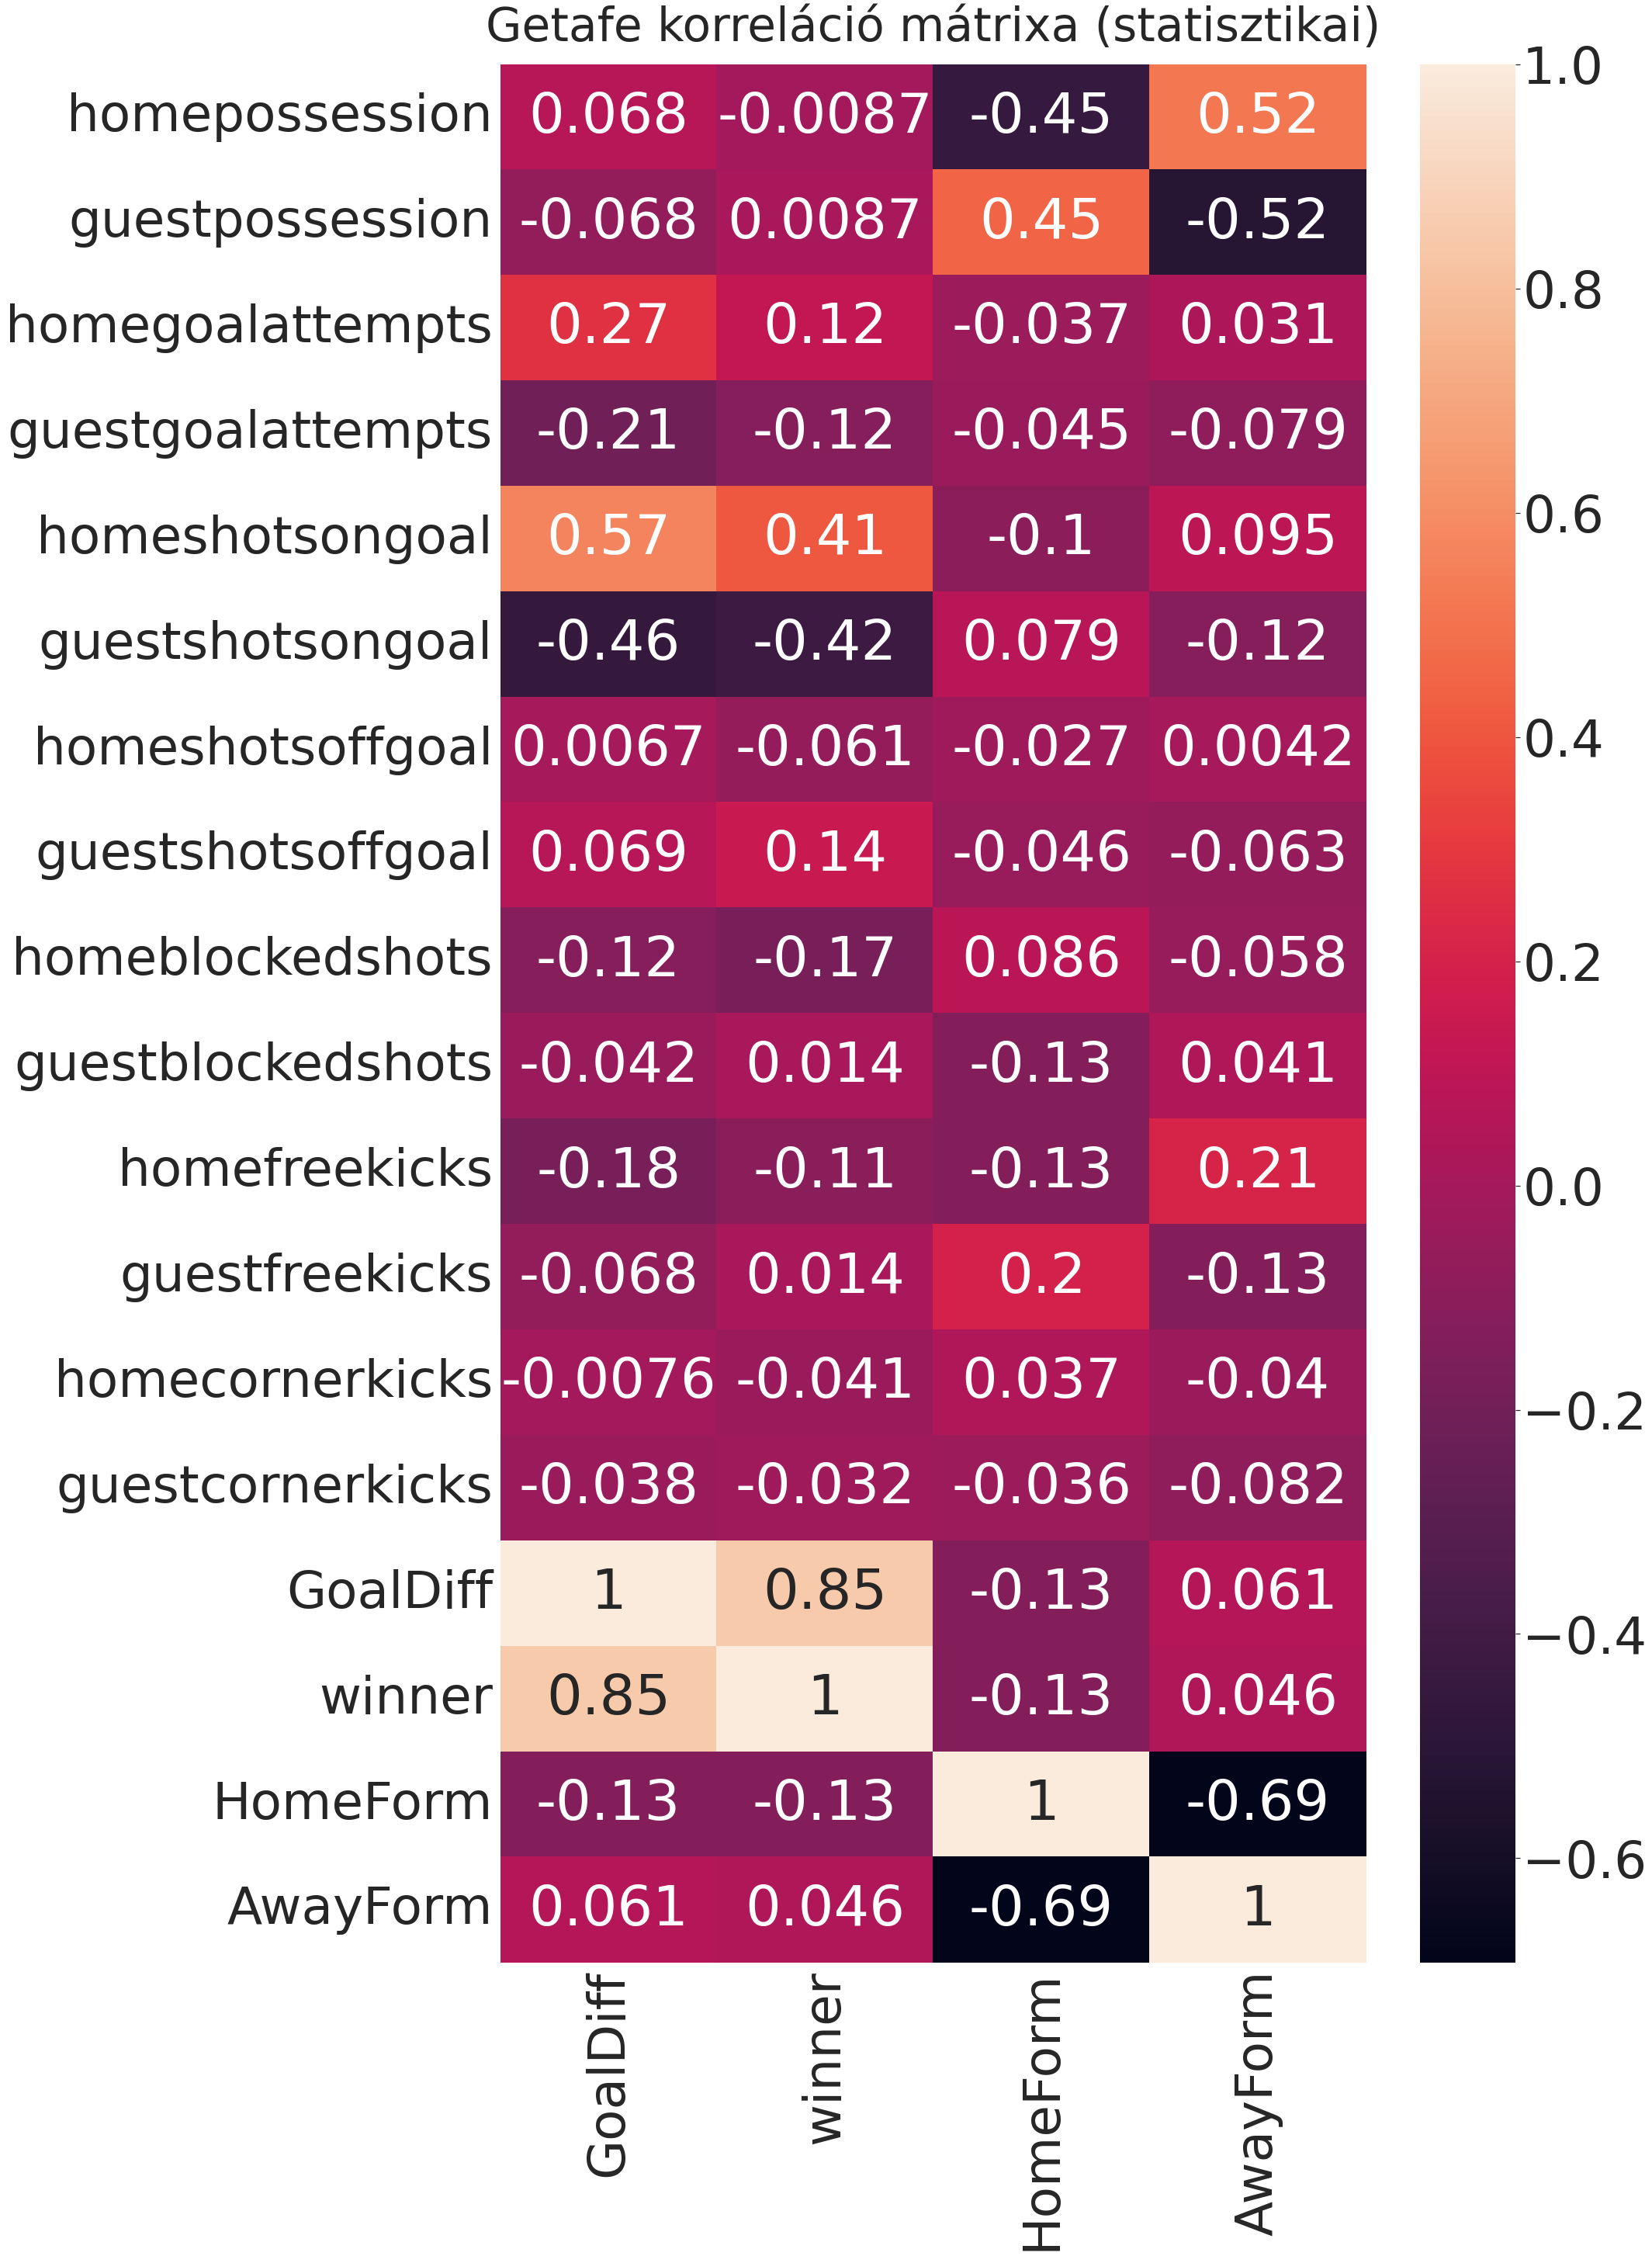 Getafe korreláció mátrixa (statisztikai)
homepossession 0.068 -0.0087 -0.45 0.52
guestpossession -0.068 0.0087 0.45 -0.52
homegoalattempts 0.27 0.12 -0.037 0.031
guestgoalattempts -0.21 -0.12 -0.045 -0.079
homeshotsongoal 0.57 0.41 -0.1 0.095
guestshotsongoal -0.46 -0.42 0.079 -0.12
homeshotsoffgoal 0.0067 -0.061 -0.027 0.0042
guestshotsoffgoal 0.069 0.14 -0.046 -0.063
homeblockedshots -0.12 -0.17 0.086 -0.058
guestblockedshots -0.042 0.014 -0.13 0.041
homefreekicks -0.18 -0.11 -0.13 0.21
guestfreekicks -0.068 0.014 0.2 -0.13
homecornerkicks -0.0076 -0.041 0.037 -0.04
guestcornerkicks -0.038 -0.032 -0.036 -0.082
GoalDiff 1 0.85 -0.13 0.061
winner 0.85 1 -0.13 0.046
HomeForm -0.13 -0.13 1 -0.69
AwayForm 0.061 0.046 -0.69 1
GoalDiff winner HomeForm AwayForm
1.0
0.8
0.6
0.4
0.2
0.0
−0.2
−0.4
−0.6